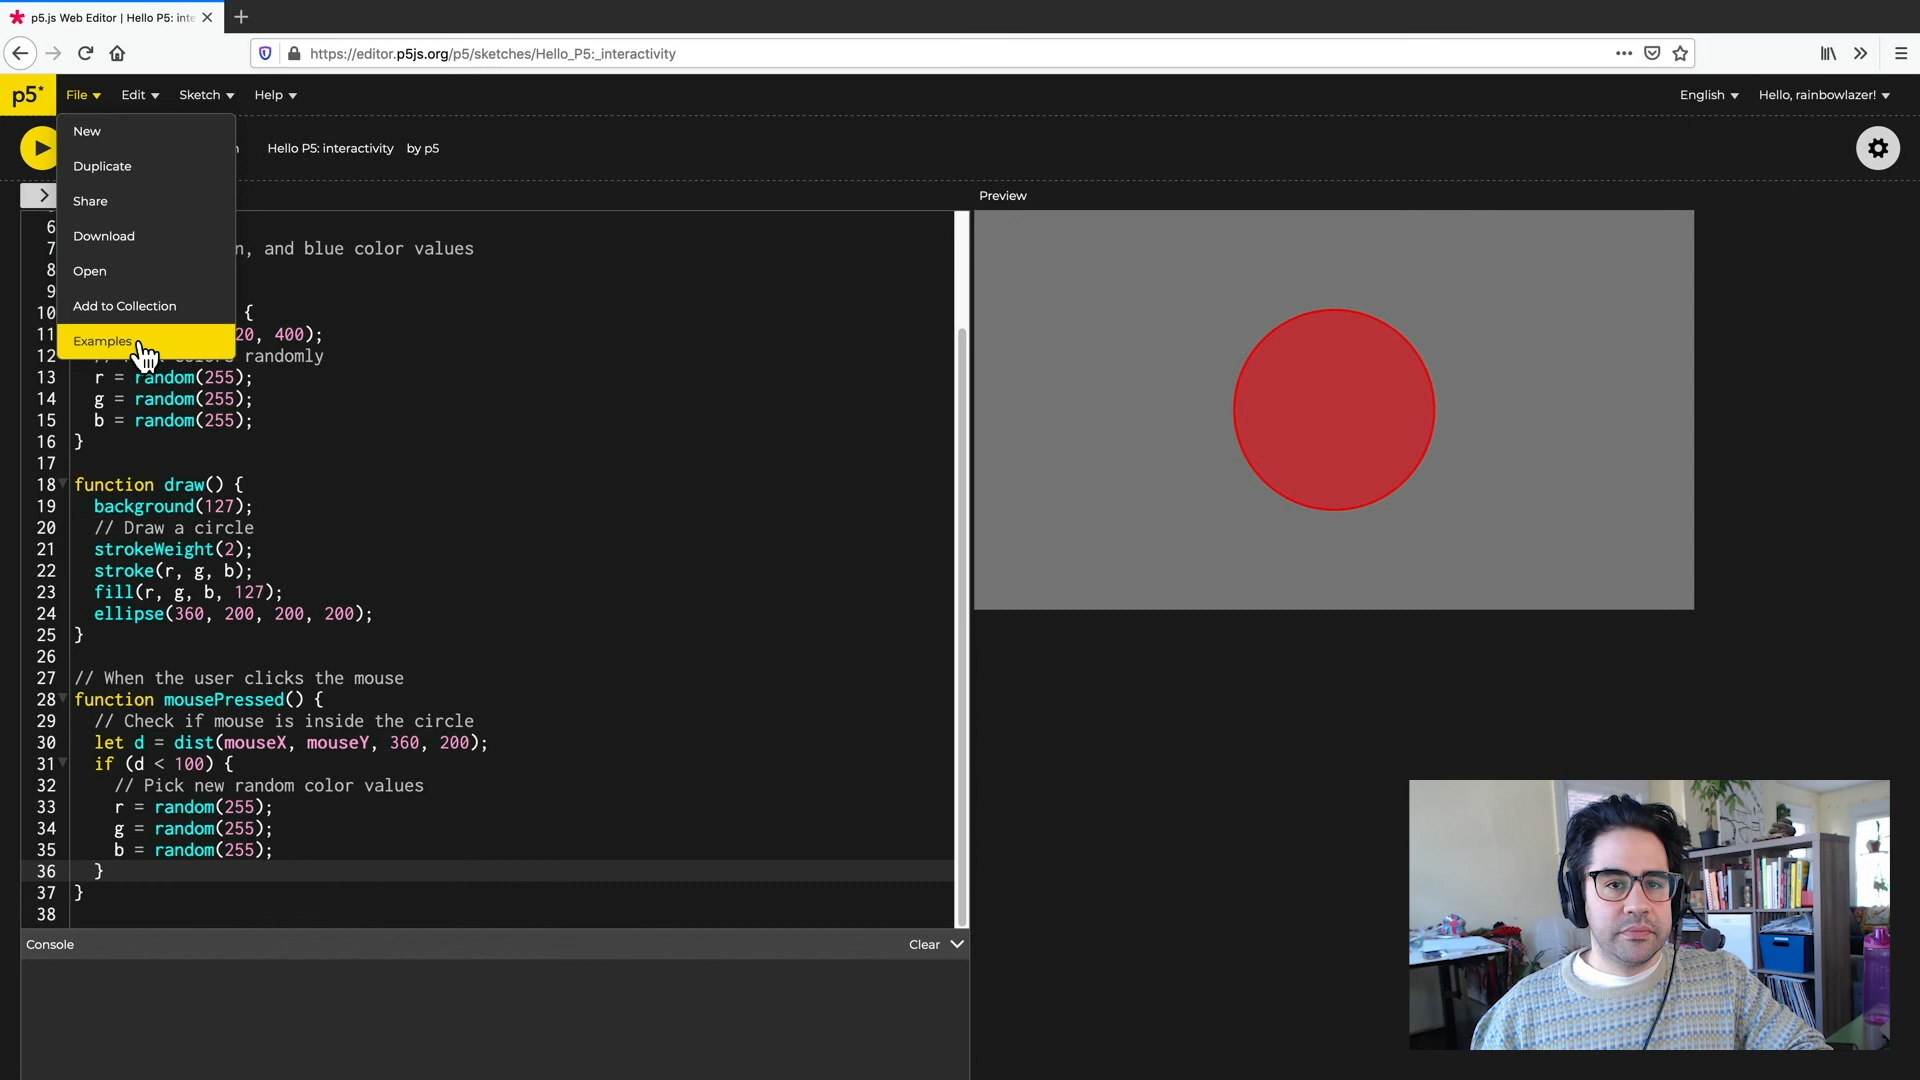 p5.js Web Editor | Hello P5: inte
https://editor.p5js.org/p5/sketches/Hello_P5:_interactivity
p5*
File
Edit
Sketch
Help
English
Hello, rainbowlazer!
New
Duplicate
Share
Download
Open
Add to Collection
Examples
Hello P5: interactivity by p5
Preview
6
7 n, and blue color values
8
9
10 {
11 20, 400);
12 randomly
13 r = random(255);
14 g = random(255);
15 b = random(255);
16 }
17
18 function draw() {
19 background(127);
20 // Draw a circle
21 strokeWeight(2);
22 stroke(r, g, b);
23 fill(r, g, b, 127);
24 ellipse(360, 200, 200, 200);
25 }
26
27 // When the user clicks the mouse
28 function mousePressed() {
29 // Check if mouse is inside the circle
30 let d = dist(mouseX, mouseY, 360, 200);
31 if (d < 100) {
32 // Pick new random color values
33 r = random(255);
34 g = random(255);
35 b = random(255);
36 }
37 }
38
Console
Clear